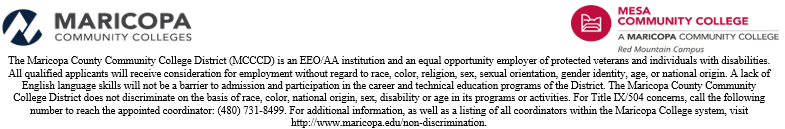 MARICOPA
COMMUNITY COLLEGES
MESA
COMMUNITY COLLEGE
A MARICOPA COMMUNITY COLLEGE
Red Mountain Campus
The Maricopa County Community College District (MCCCD) is an EEO/AA institution and an equal opportunity employer of protected veterans and individuals with disabilities.
All qualified applicants will receive consideration for employment without regard to race, color, religion, sex, sexual orientation, gender identity, age, or national origin. A lack of
English language skills will not be a barrier to admission and participation in the career and technical education programs of the District. The Maricopa County Community
College District does not discriminate on the basis of race, color, national origin, sex, disability or age in its programs or activities. For Title IX/504 concerns, call the following
number to reach the appointed coordinator: (480) 731-8499. For additional information, as well as a listing of all coordinators within the Maricopa College system, visit
http://www.maricopa.edu/non-discrimination.